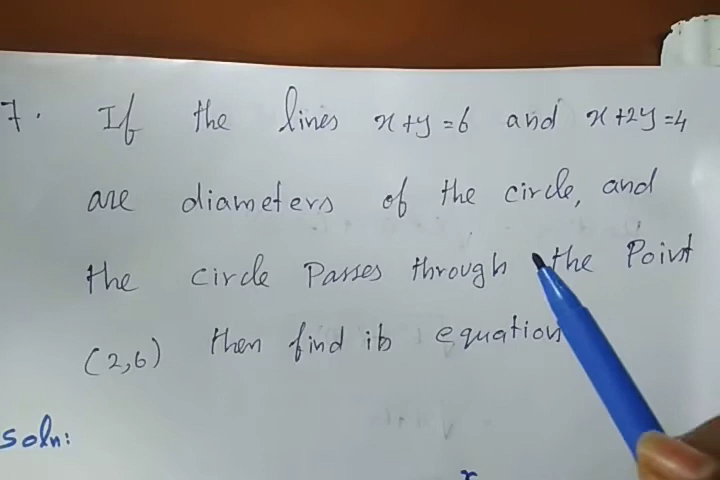 7. If the lines x+y=6 and x+2y=4
are diameters of the circle, and
the circle Passes through the Point
(2,6) then find its equation
Soln: